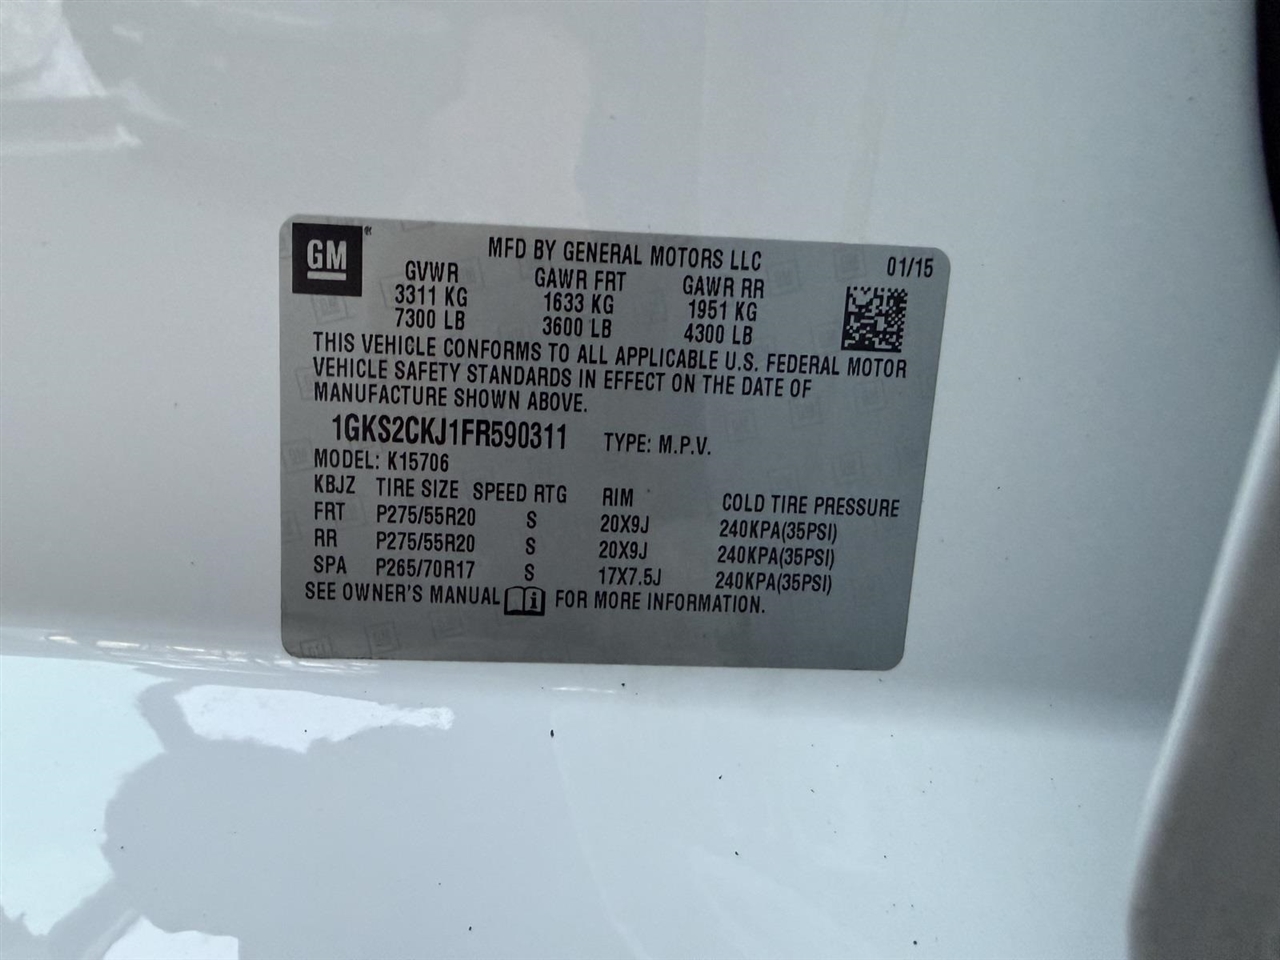 GM
MFD BY GENERAL MOTORS LLC 01/15
GVWR GAWR FRT GAWR RR
3311 KG 1633 KG 1951 KG
7300 LB 3600 LB 4300 LB
THIS VEHICLE CONFORMS TO ALL APPLICABLE U.S. FEDERAL MOTOR
VEHICLE SAFETY STANDARDS IN EFFECT ON THE DATE OF
MANUFACTURE SHOWN ABOVE.
1GKS2CKJ1FR590311 TYPE: M.P.V.
MODEL: K15706
KBJZ TIRE SIZE SPEED RTG RIM COLD TIRE PRESSURE
FRT P275/55R20 S 20X9J 240KPA(35PSI)
RR P275/55R20 S 20X9J 240KPA(35PSI)
SPA P265/70R17 S 17X7.5J 240KPA(35PSI)
SEE OWNER'S MANUAL i FOR MORE INFORMATION.